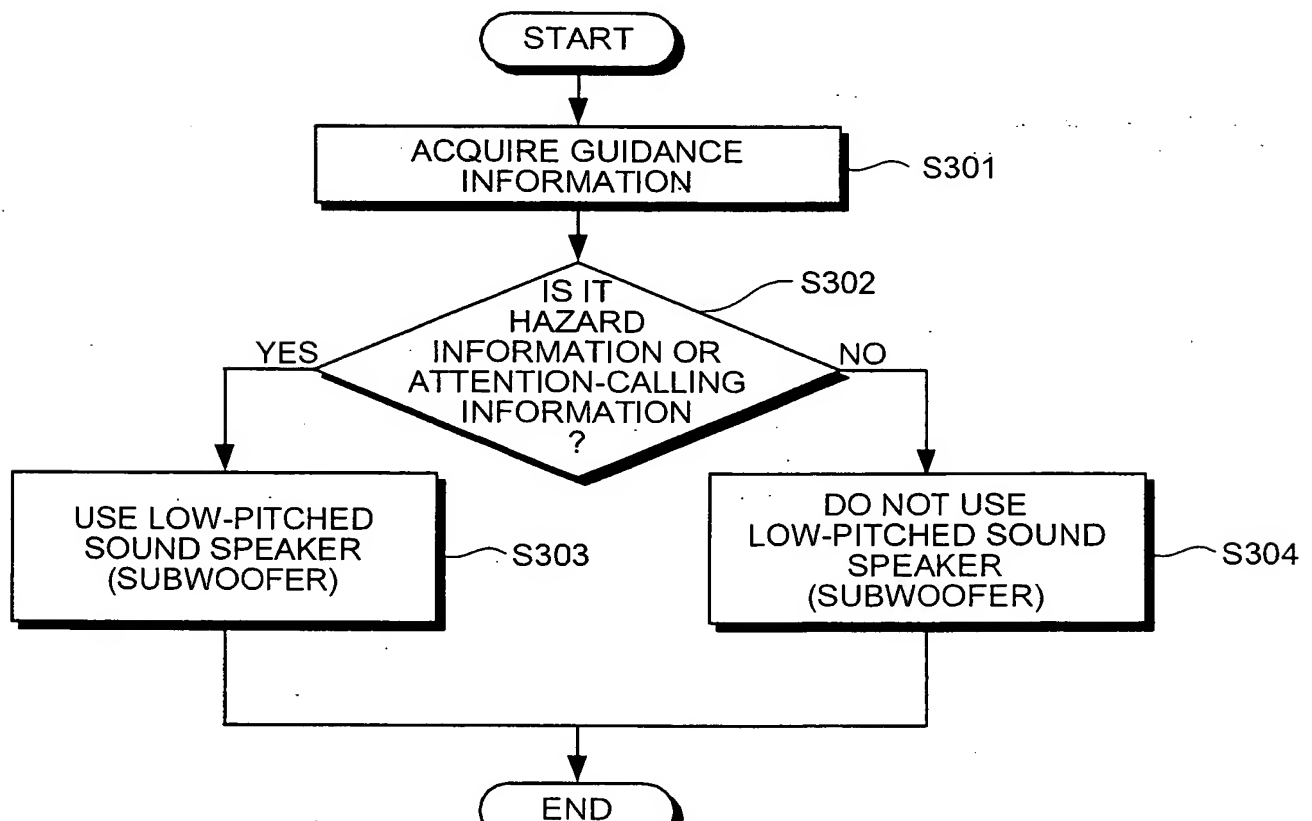 START
ACQUIRE GUIDANCE
INFORMATION
S301
IS IT
HAZARD
INFORMATION OR
ATTENTION-CALLING
INFORMATION
?
S302
YES
NO
USE LOW-PITCHED
SOUND SPEAKER
(SUBWOOFER)
S303
DO NOT USE
LOW-PITCHED SOUND
SPEAKER
(SUBWOOFER)
S304
END